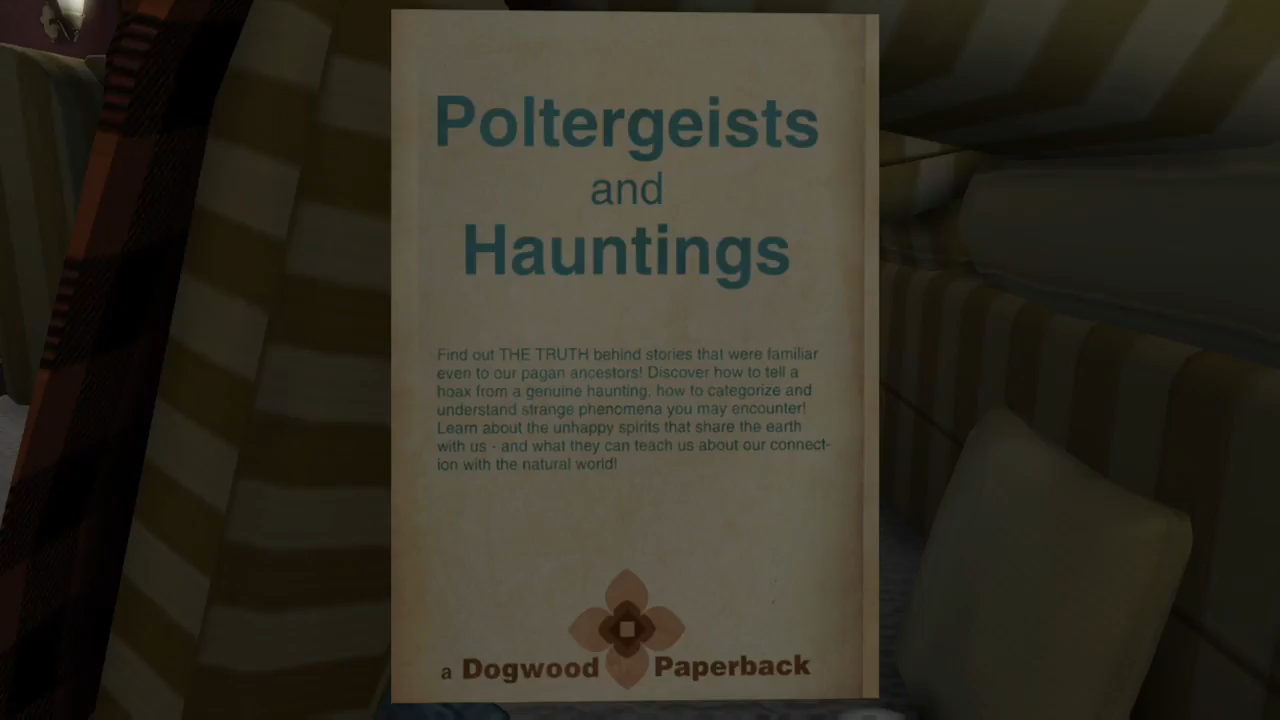 Poltergeists
and
Hauntings
Find out THE TRUTH behind stories that were familiar
even to our pagan ancestors! Discover how to tell a
hoax from a genuine haunting, how to categorize and
understand strange phenomena you may encounter!
Learn about the unhappy spirits that share the earth
with us - and what they can teach us about our connect-
ion with the natural world!
a Dogwood Paperback